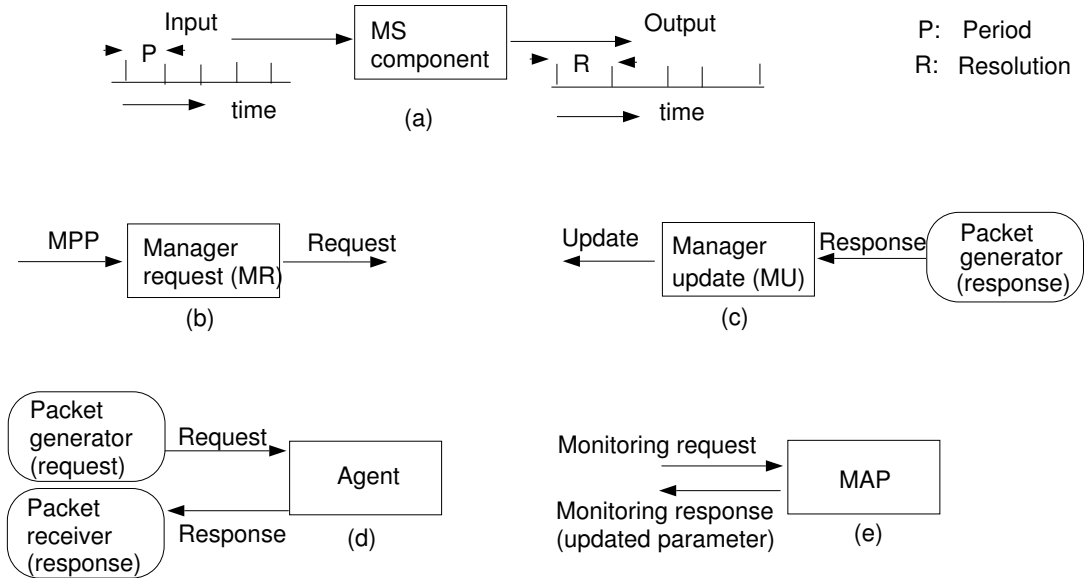 Input
P
time
MS
component
(a)
Output
R
time
P: Period
R: Resolution
MPP
Manager
request (MR)
Request
(b)
Update
Manager
update (MU)
Response
Packet
generator
(response)
(c)
Packet
generator
(request)
Request
Packet
receiver
(response)
Response
Agent
(d)
Monitoring request
Monitoring response
(updated parameter)
MAP
(e)